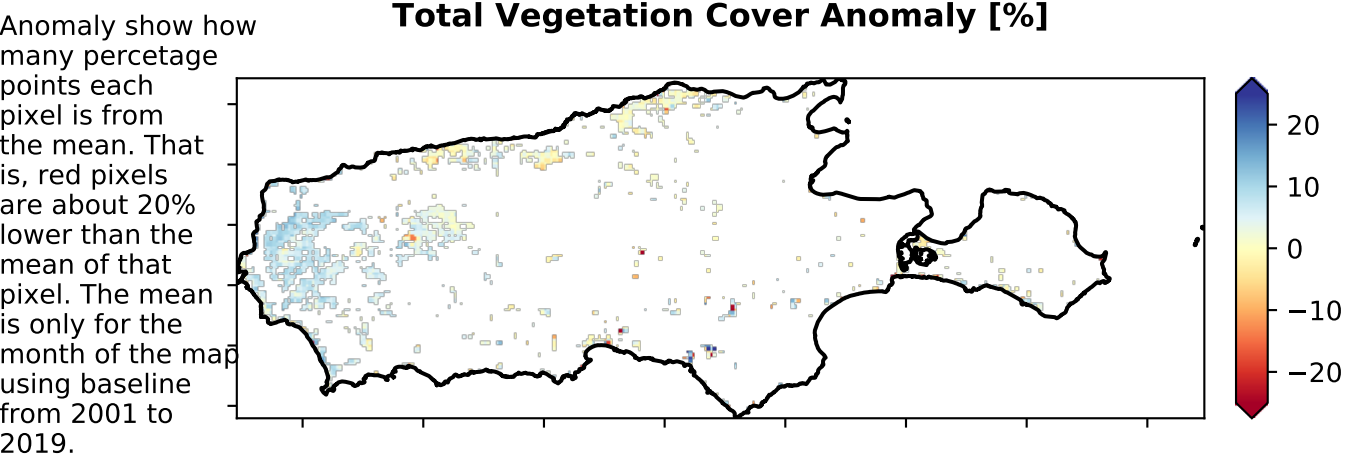 Total Vegetation Cover Anomaly [%]
Anomaly show how
many percetage
points each
pixel is from
the mean. That
is, red pixels
are about 20%
lower than the
mean of that
pixel. The mean
is only for the
month of the map
using baseline
from 2001 to
2019.
20
10
0
−10
−20